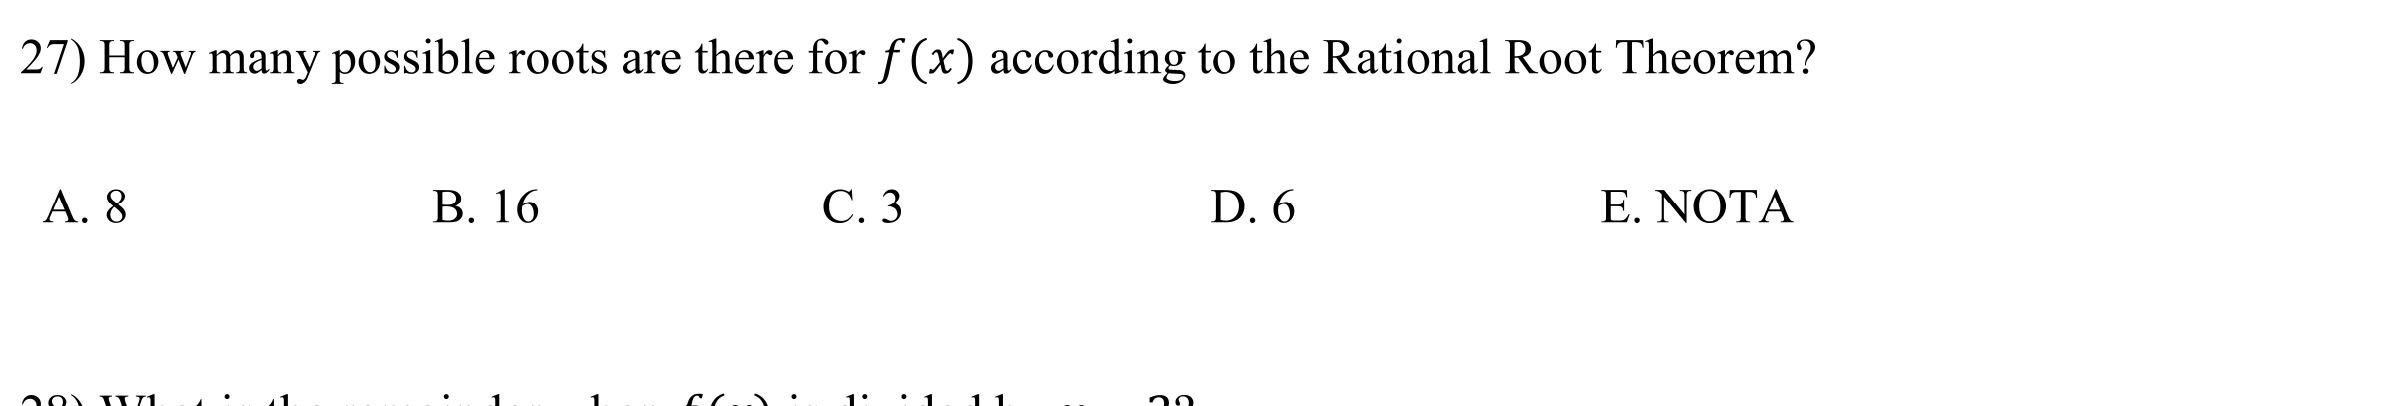 27) How many possible roots are there for f(x) according to the Rational Root Theorem?
A. 8 B. 16 C. 3 D. 6 E. NOTA
28) What is the remainder when f(x) is divided by